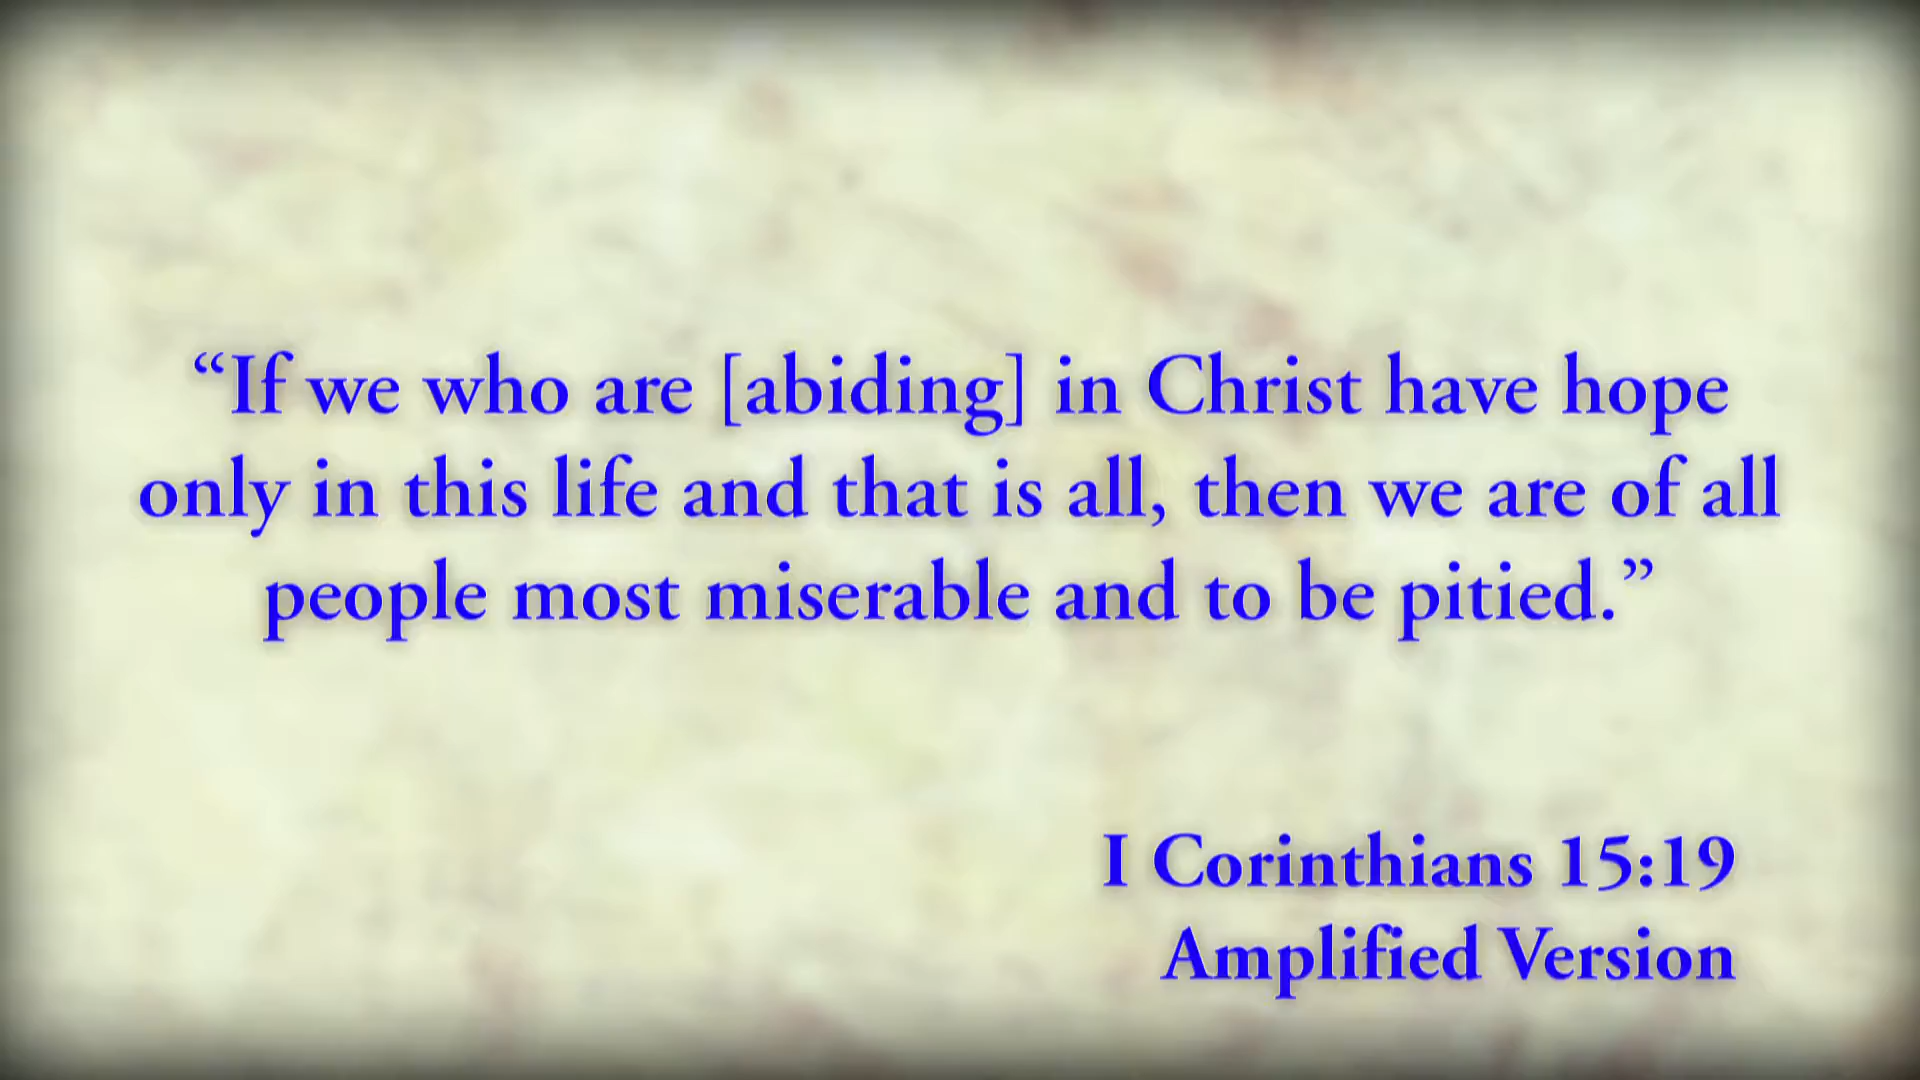 “If we who are [abiding] in Christ have hope
only in this life and that is all, then we are of all
people most miserable and to be pitied.”
I Corinthians 15:19
Amplified Version